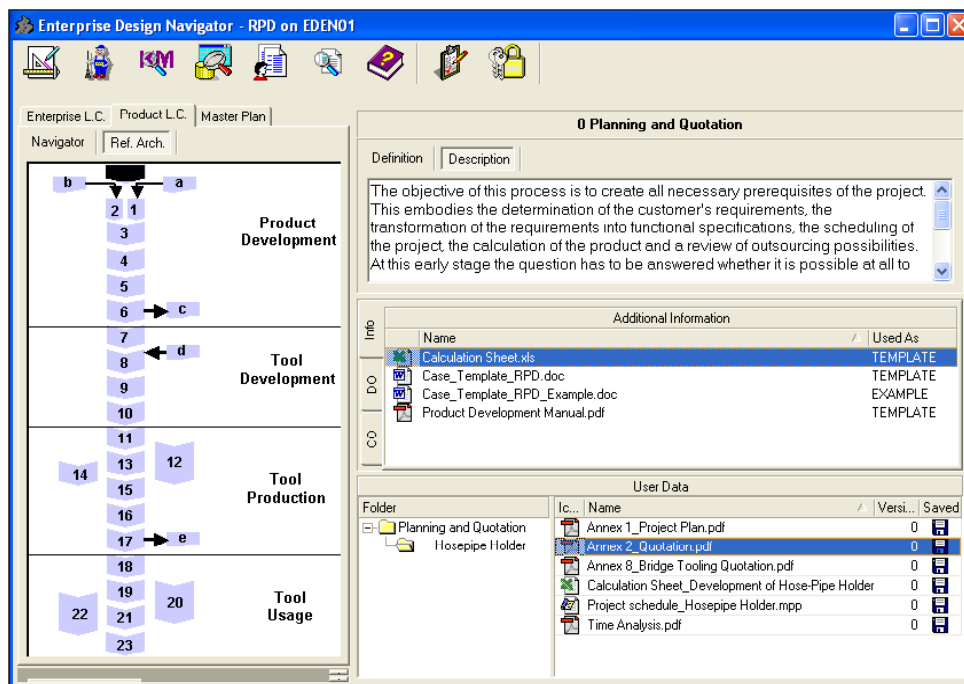 Enterprise Design Navigator - RPD on EDEN01
KM
Enterprise L.C. Product L.C. Master Plan
Navigator Ref. Arch.
b a
2 1
3
4
5
6 c
Product
Development
7
d
8
9
10
Tool
Development
11
13 12
14
15
16
17 e
Tool
Production
18
19
20
22 21
23
Tool
Usage
0 Planning and Quotation
Definition Description
The objective of this process is to create all necessary prerequisites of the project.
This embodies the determination of the customer's requirements, the
transformation of the requirements into functional specifications, the scheduling of
the project, the calculation of the product and a review of outsourcing possibilities.
At this early stage the question has to be answered whether it is possible at all to
Info
DO
CO
Additional Information
Name Used As
Calculation Sheet.xls TEMPLATE
Case_Template_RPD.doc TEMPLATE
Case_Template_RPD_Example.doc EXAMPLE
Product Development Manual.pdf TEMPLATE
User Data
Folder
Planning and Quotation
Hosepipe Holder
Ic... Name Versi... Saved
Annex 1_Project Plan.pdf 0
Annex 2_Quotation.pdf 0
Annex 8_Bridge Tooling Quotation.pdf 0
Calculation Sheet_Development of Hose-Pipe Holder 0
Project schedule_Hosepipe Holder.mpp 0
Time Analysis.pdf 0